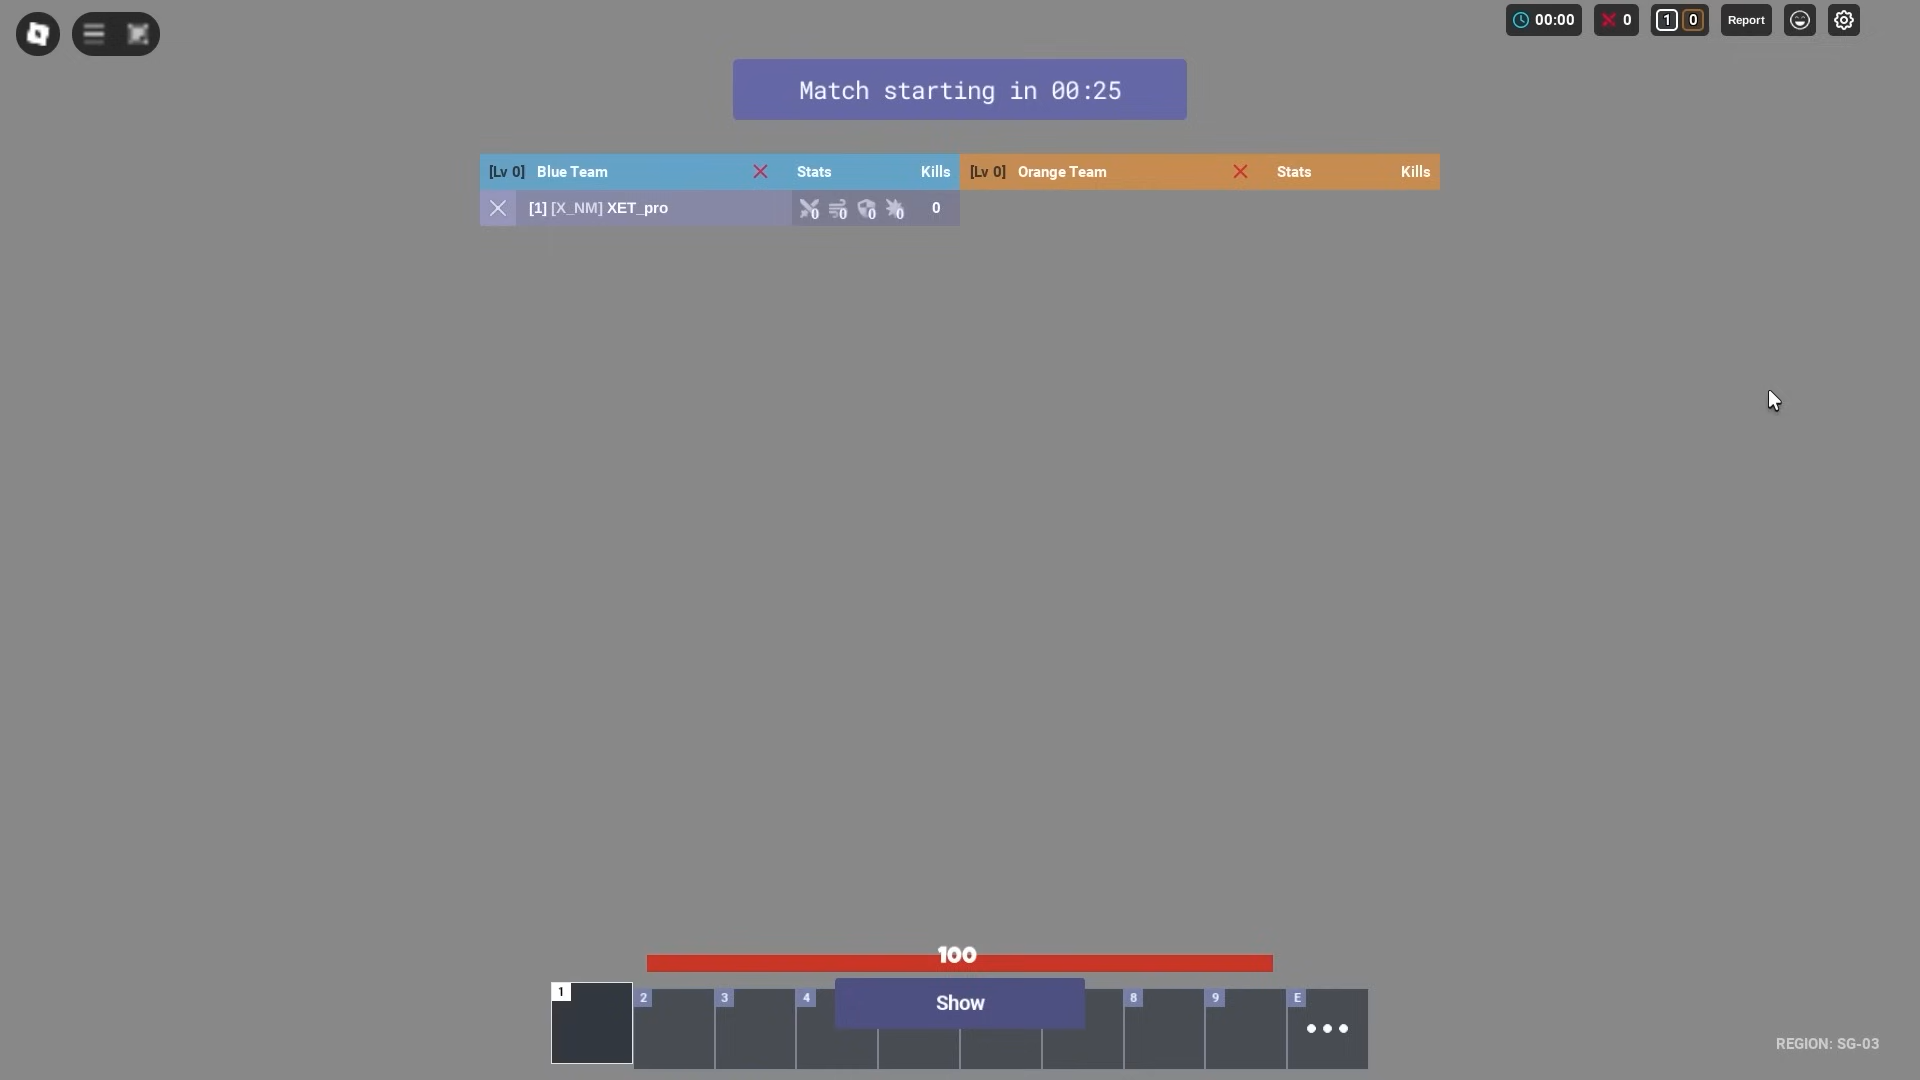 00:00 0 1 0 Report
Match starting in 00:25
[Lv 0] Blue Team Stats Kills [Lv 0] Orange Team Stats Kills
[1] [X_NM] XET_pro 0 0 0 0 0
100
1 2 3 4 Show 8 9 E
REGION: SG-03